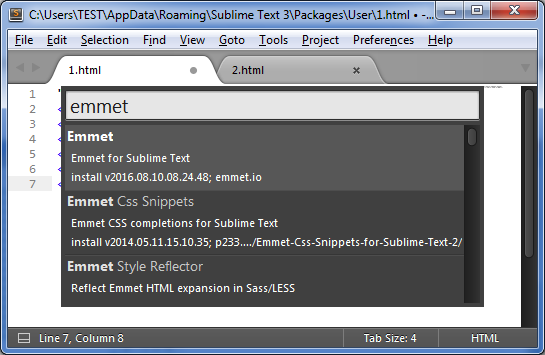 C:\Users\TEST\AppData\Roaming\Sublime Text 3\Packages\User\1.html • -...
File Edit Selection Find View Goto Tools Project Preferences Help
1.html 2.html
emmet
1
2
3
4
5
6
7
Emmet
Emmet for Sublime Text
install v2016.08.10.08.24.48; emmet.io
Emmet Css Snippets
Emmet CSS completions for Sublime Text
install v2014.05.11.15.10.35; p233..../Emmet-Css-Snippets-for-Sublime-Text-2/
Emmet Style Reflector
Reflect Emmet HTML expansion in Sass/LESS
Line 7, Column 8 Tab Size: 4 HTML